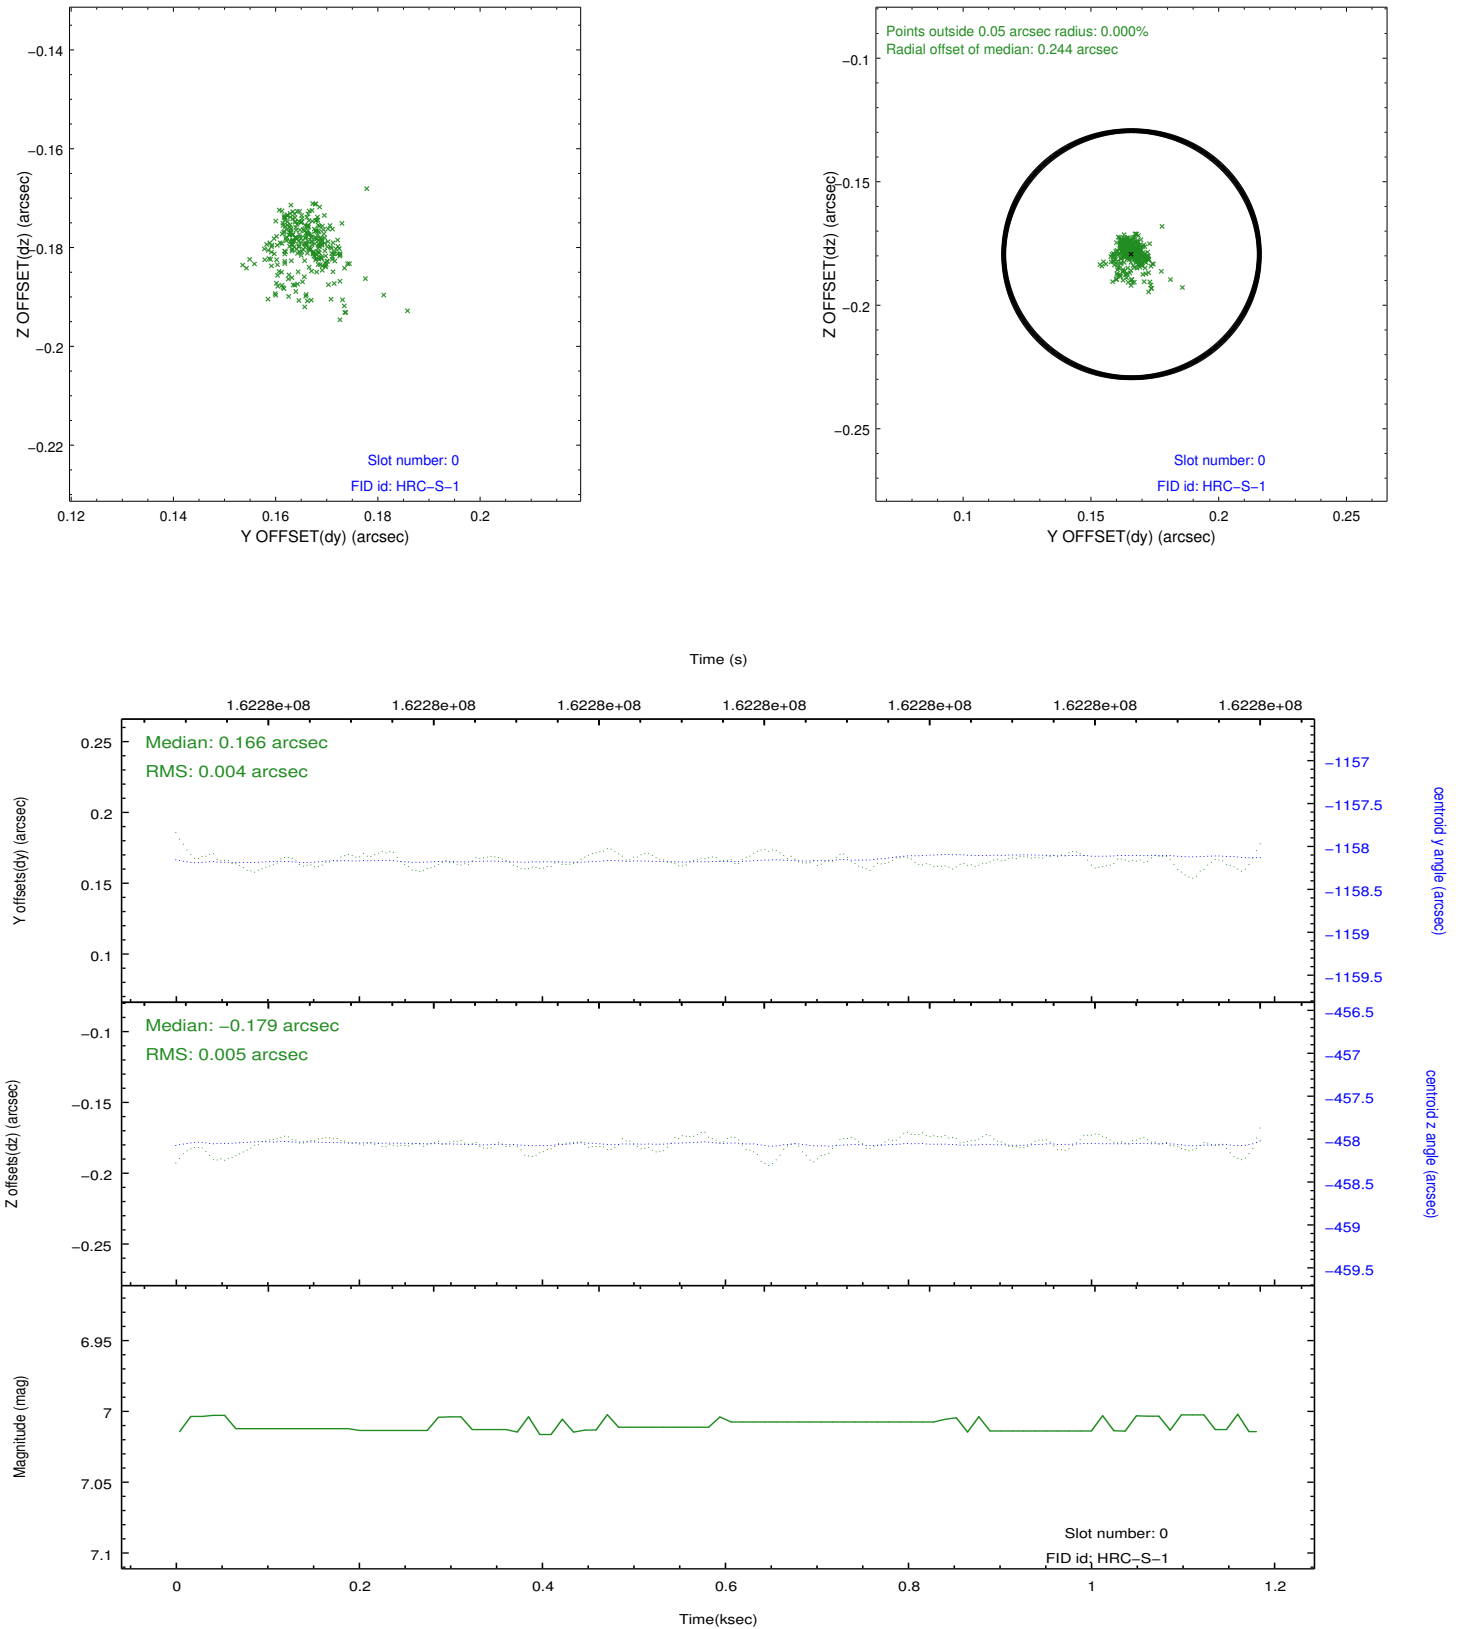 −0.14
−0.16
−0.18
−0.2
−0.22
Z OFFSET(dz) (arcsec)
0.12 0.14 0.16 0.18 0.2
Y OFFSET(dy) (arcsec)
Slot number: 0
FID id: HRC−S−1
Points outside 0.05 arcsec radius: 0.000%
Radial offset of median: 0.244 arcsec
−0.1
−0.15
−0.2
−0.25
Z OFFSET(dz) (arcsec)
0.1 0.15 0.2 0.25
Y OFFSET(dy) (arcsec)
Slot number: 0
FID id: HRC−S−1
Time (s)
1.6228e+08 1.6228e+08 1.6228e+08 1.6228e+08 1.6228e+08 1.6228e+08 1.6228e+08
Median: 0.166 arcsec
RMS: 0.004 arcsec
0.25
0.2
0.15
0.1
Y offsets(dy) (arcsec)
−1157
−1157.5
−1158
−1158.5
−1159
−1159.5
centroid y angle (arcsec)
Median: −0.179 arcsec
RMS: 0.005 arcsec
−0.1
−0.15
−0.2
−0.25
Z offsets(dz) (arcsec)
−456.5
−457
−457.5
−458
−458.5
−459
−459.5
centroid z angle (arcsec)
6.95
7
7.05
7.1
Magnitude (mag)
Slot number: 0
FID id: HRC−S−1
0 0.2 0.4 0.6 0.8 1 1.2
Time(ksec)